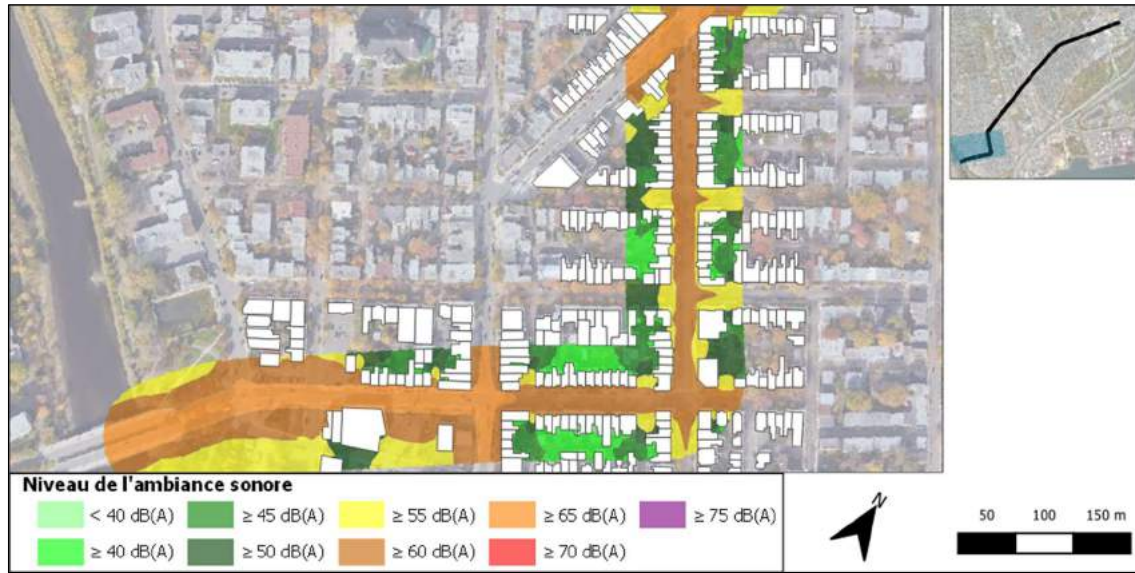 Niveau de l'ambiance sonore
< 40 dB(A) ≥ 45 dB(A) ≥ 55 dB(A) ≥ 65 dB(A) ≥ 75 dB(A)
≥ 40 dB(A) ≥ 50 dB(A) ≥ 60 dB(A) ≥ 70 dB(A)
N
50 100 150 m